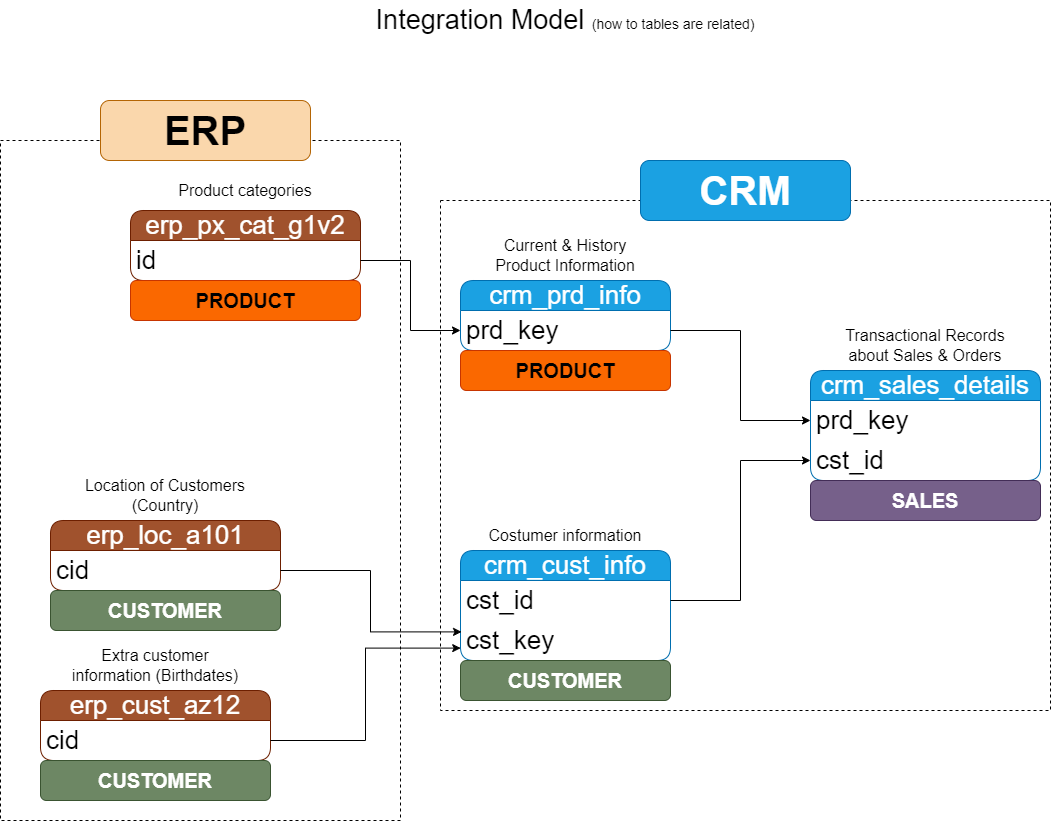 Integration Model (how to tables are related)
ERP
Product categories
erp_px_cat_g1v2
id
PRODUCT
Location of Customers
(Country)
erp_loc_a101
cid
CUSTOMER
Extra customer
information (Birthdates)
erp_cust_az12
cid
CUSTOMER
CRM
Current & History
Product Information
crm_prd_info
prd_key
PRODUCT
Costumer information
crm_cust_info
cst_id
cst_key
CUSTOMER
Transactional Records
about Sales & Orders
crm_sales_details
prd_key
cst_id
SALES